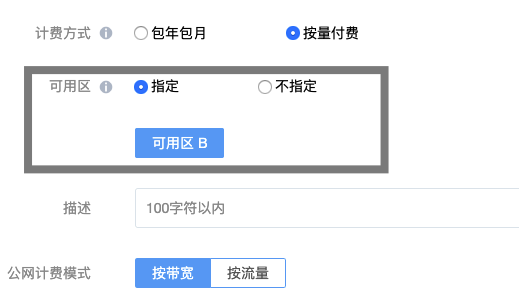 计费方式 包年包月 按量付费
可用区 指定 不指定
可用区 B
描述 100字符以内
公网计费模式 按带宽 按流量